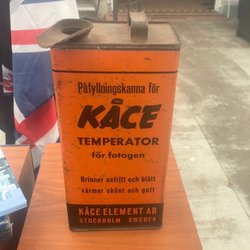 Påfyllningskanna för
KÅCE
TEMPERATOR
för fotogen
Brinner osfritt och blått
värmer skönt och gott
KÅCE ELEMENT AB
STOCKHOLM SWEDEN